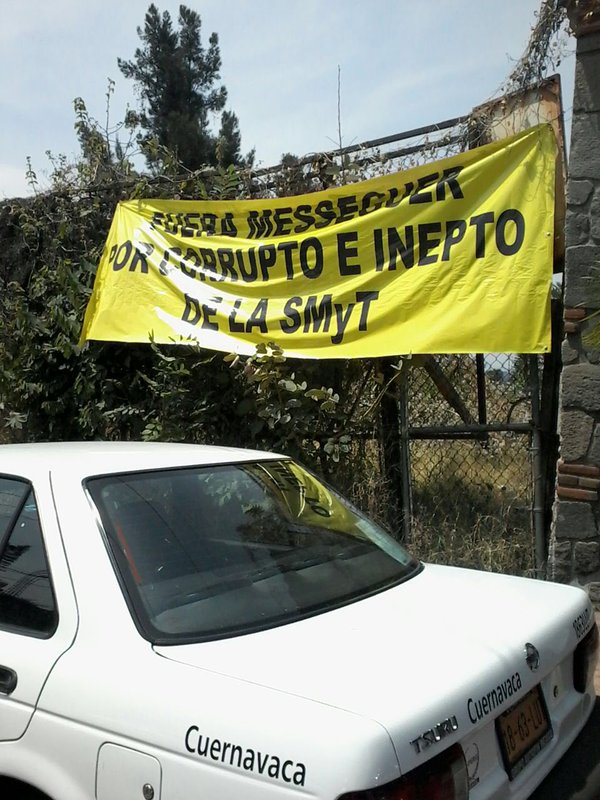 FUERA MESSEGUER
POR CORRUPTO E INEPTO
DE LA SMyT
Cuernavaca
TSURU
Cuernavaca